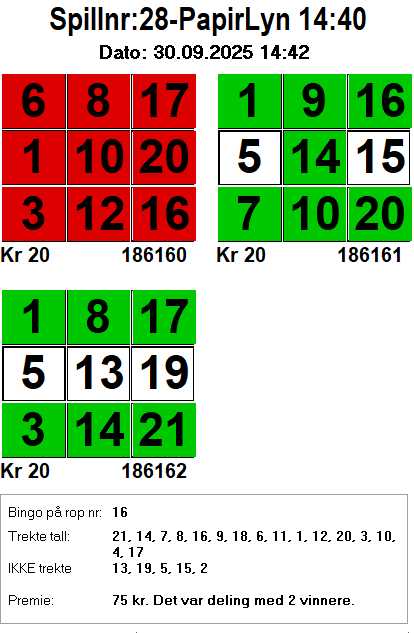 Spillnr:28-PapirLyn 14:40
Dato: 30.09.2025 14:42
6 8 17
1 10 20
3 12 16
Kr 20 186160
1 9 16
5 14 15
7 10 20
Kr 20 186161
1 8 17
5 13 19
3 14 21
Kr 20 186162
Bingo på rop nr: 16
Trekte tall: 21, 14, 7, 8, 16, 9, 18, 6, 11, 1, 12, 20, 3, 10,
4, 17
IKKE trekte 13, 19, 5, 15, 2
Premie: 75 kr. Det var deling med 2 vinnere.